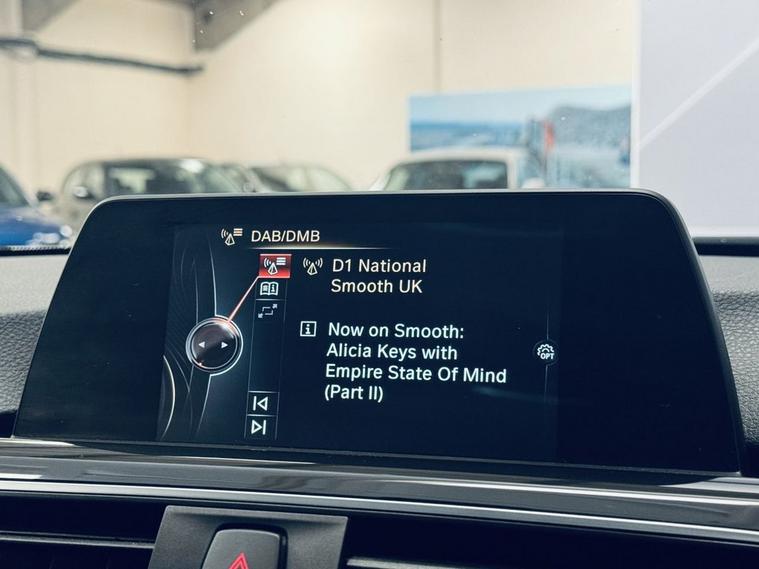 DAB/DMB
D1 National
Smooth UK
Now on Smooth:
Alicia Keys with
Empire State Of Mind
(Part II)
OPT